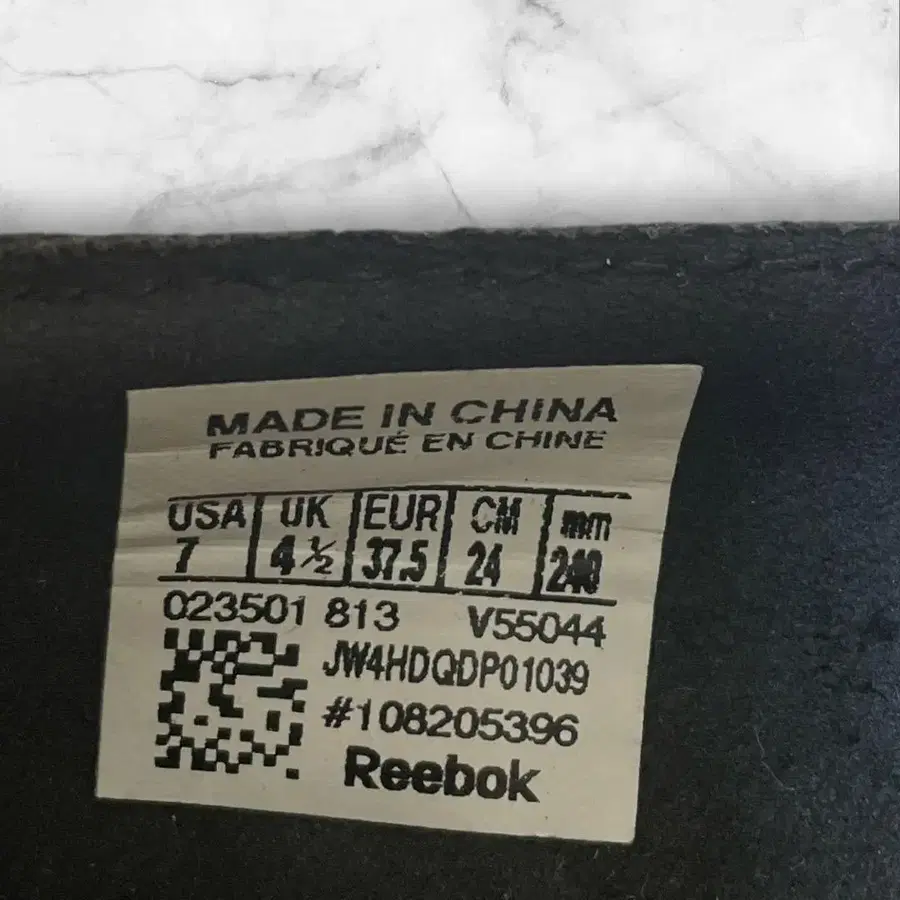 MADE IN CHINA
FABRIQUÉ EN CHINE
USA UK EUR CM mm
7 4½ 37.5 24 240
023501 813 V55044
JW4HDQDP01039
#108205396
Reebok